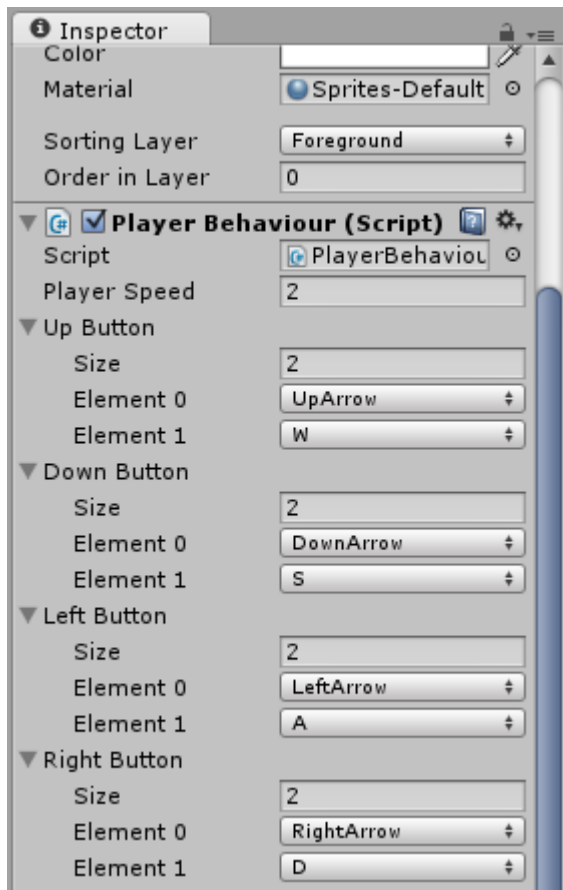 Inspector
Color
Material Sprites-Default
Sorting Layer Foreground
Order in Layer 0
Player Behaviour (Script)
Script PlayerBehaviou
Player Speed 2
Up Button
Size 2
Element 0 UpArrow
Element 1 W
Down Button
Size 2
Element 0 DownArrow
Element 1 S
Left Button
Size 2
Element 0 LeftArrow
Element 1 A
Right Button
Size 2
Element 0 RightArrow
Element 1 D